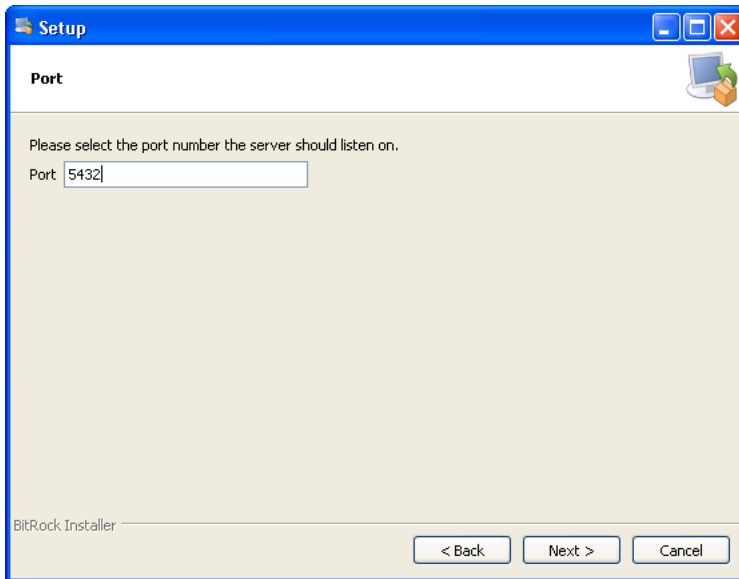 Setup
Port
Please select the port number the server should listen on.
Port 5432
BitRock Installer
< Back Next > Cancel